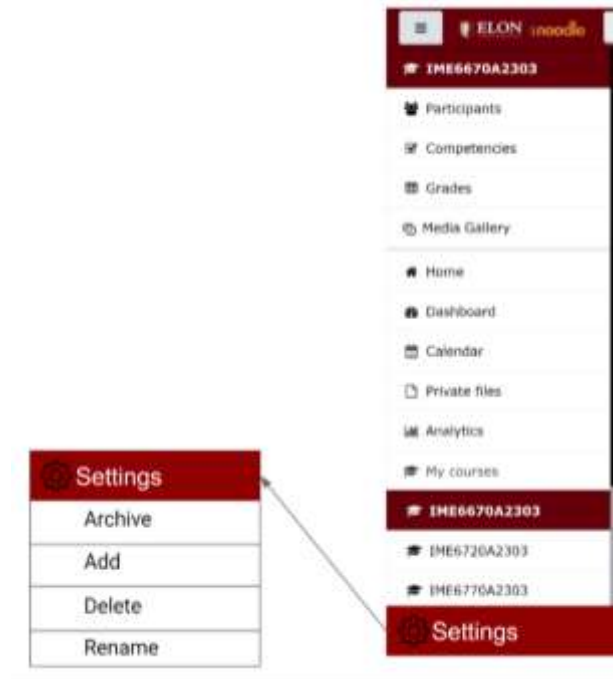 ELON moodle
IME6670A2303
Participants
Competencies
Grades
Media Gallery
Home
Dashboard
Calendar
Private files
Analytics
My courses
IME6670A2303
IME6720A2303
IME6770A2303
Settings
Settings
Archive
Add
Delete
Rename